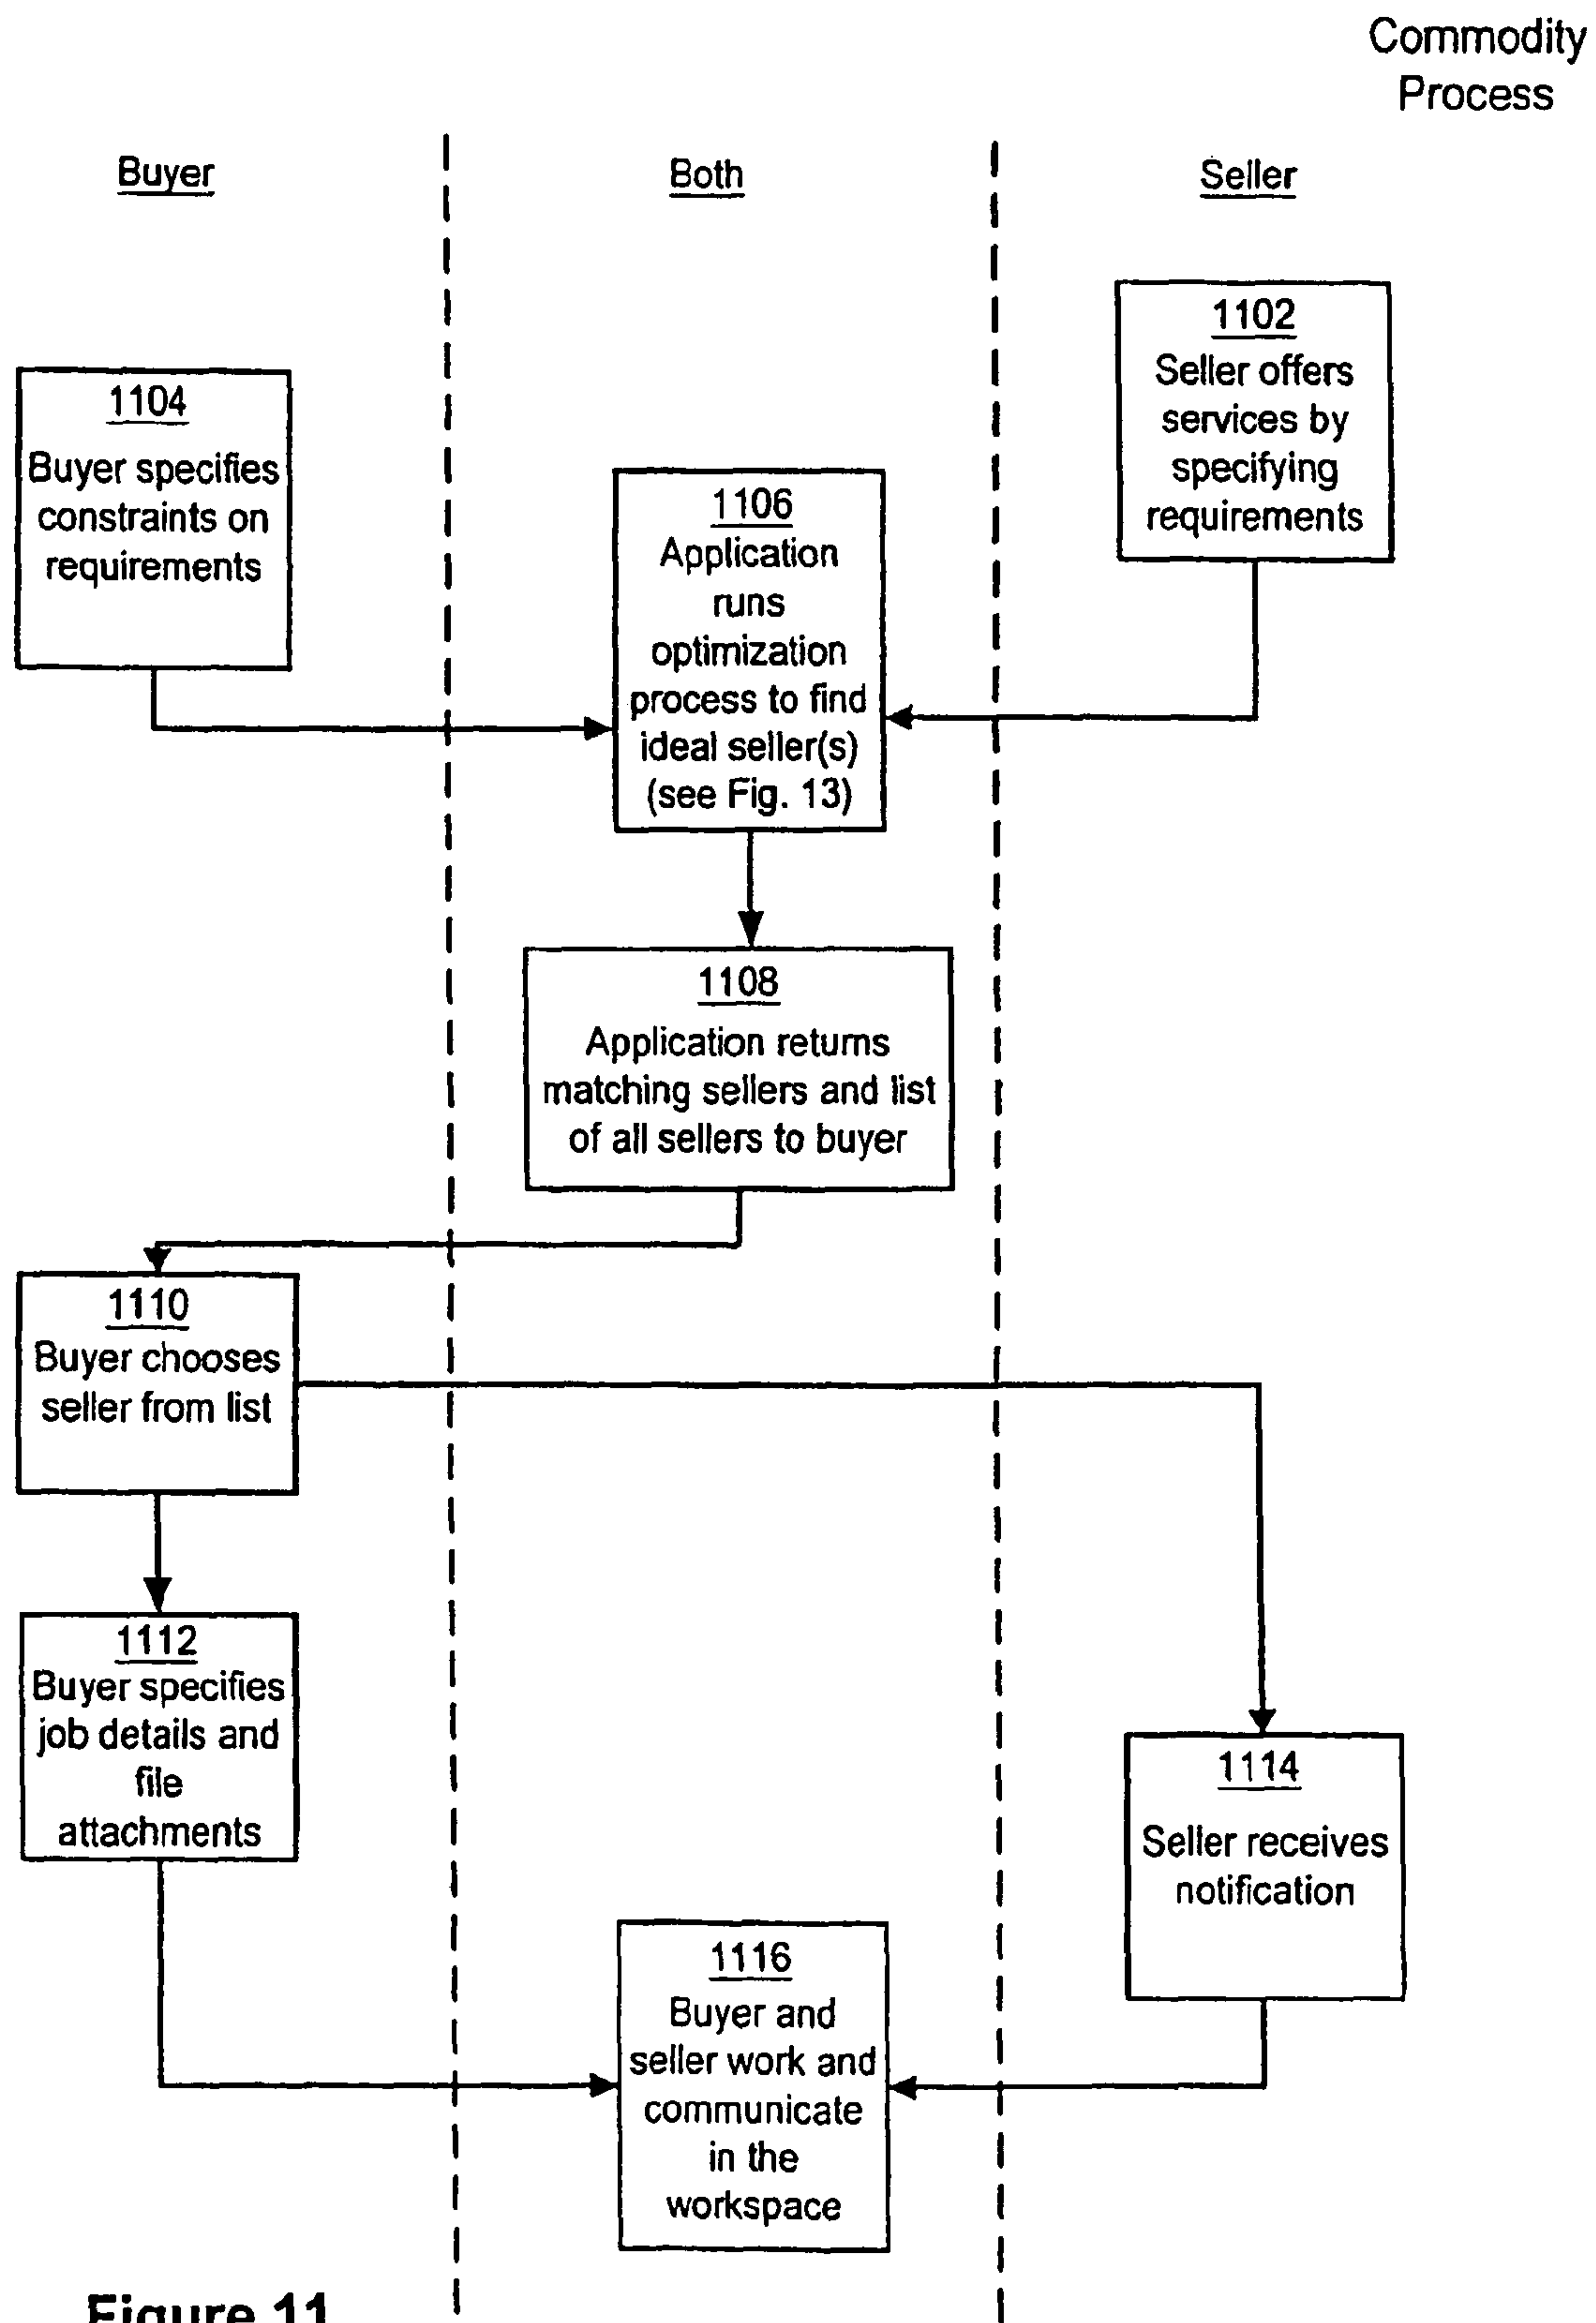 Commodity
Process
Buyer
Both
Seller
1102
Seller offers
services by
specifying
requirements
1104
Buyer specifies
constraints on
requirements
1106
Application
runs
optimization
process to find
ideal seller(s)
(see Fig. 13)
1108
Application returns
matching sellers and list
of all sellers to buyer
1110
Buyer chooses
seller from list
1112
Buyer specifies
job details and
file
attachments
1114
Seller receives
notification
1116
Buyer and
seller work and
communicate
in the
workspace
Figure 11